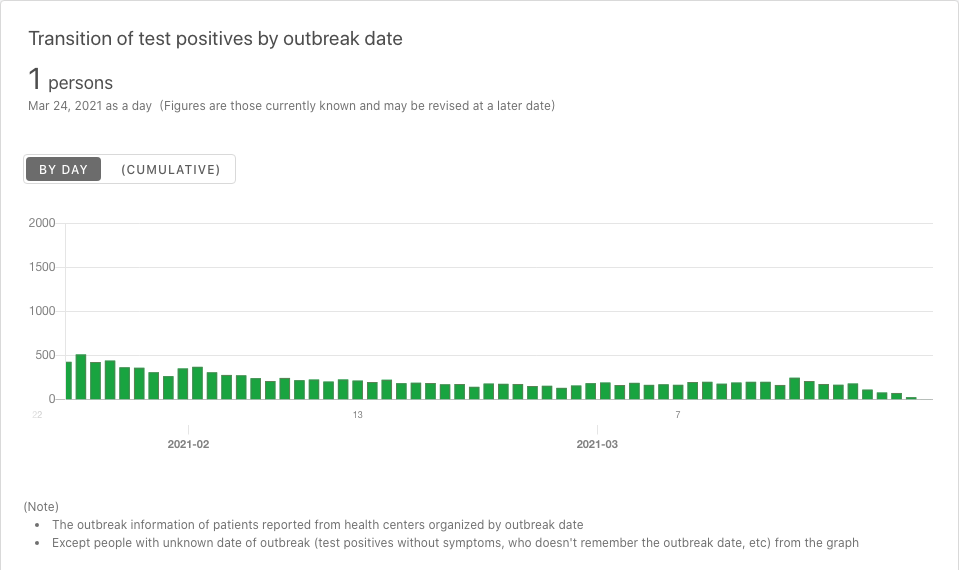 Transition of test positives by outbreak date
1 persons
Mar 24, 2021 as a day (Figures are those currently known and may be revised at a later date)
BY DAY (CUMULATIVE)
2000
1500
1000
500
0
22 13 7
2021-02 2021-03
(Note)
• The outbreak information of patients reported from health centers organized by outbreak date
• Except people with unknown date of outbreak (test positives without symptoms, who doesn't remember the outbreak date, etc) from the graph